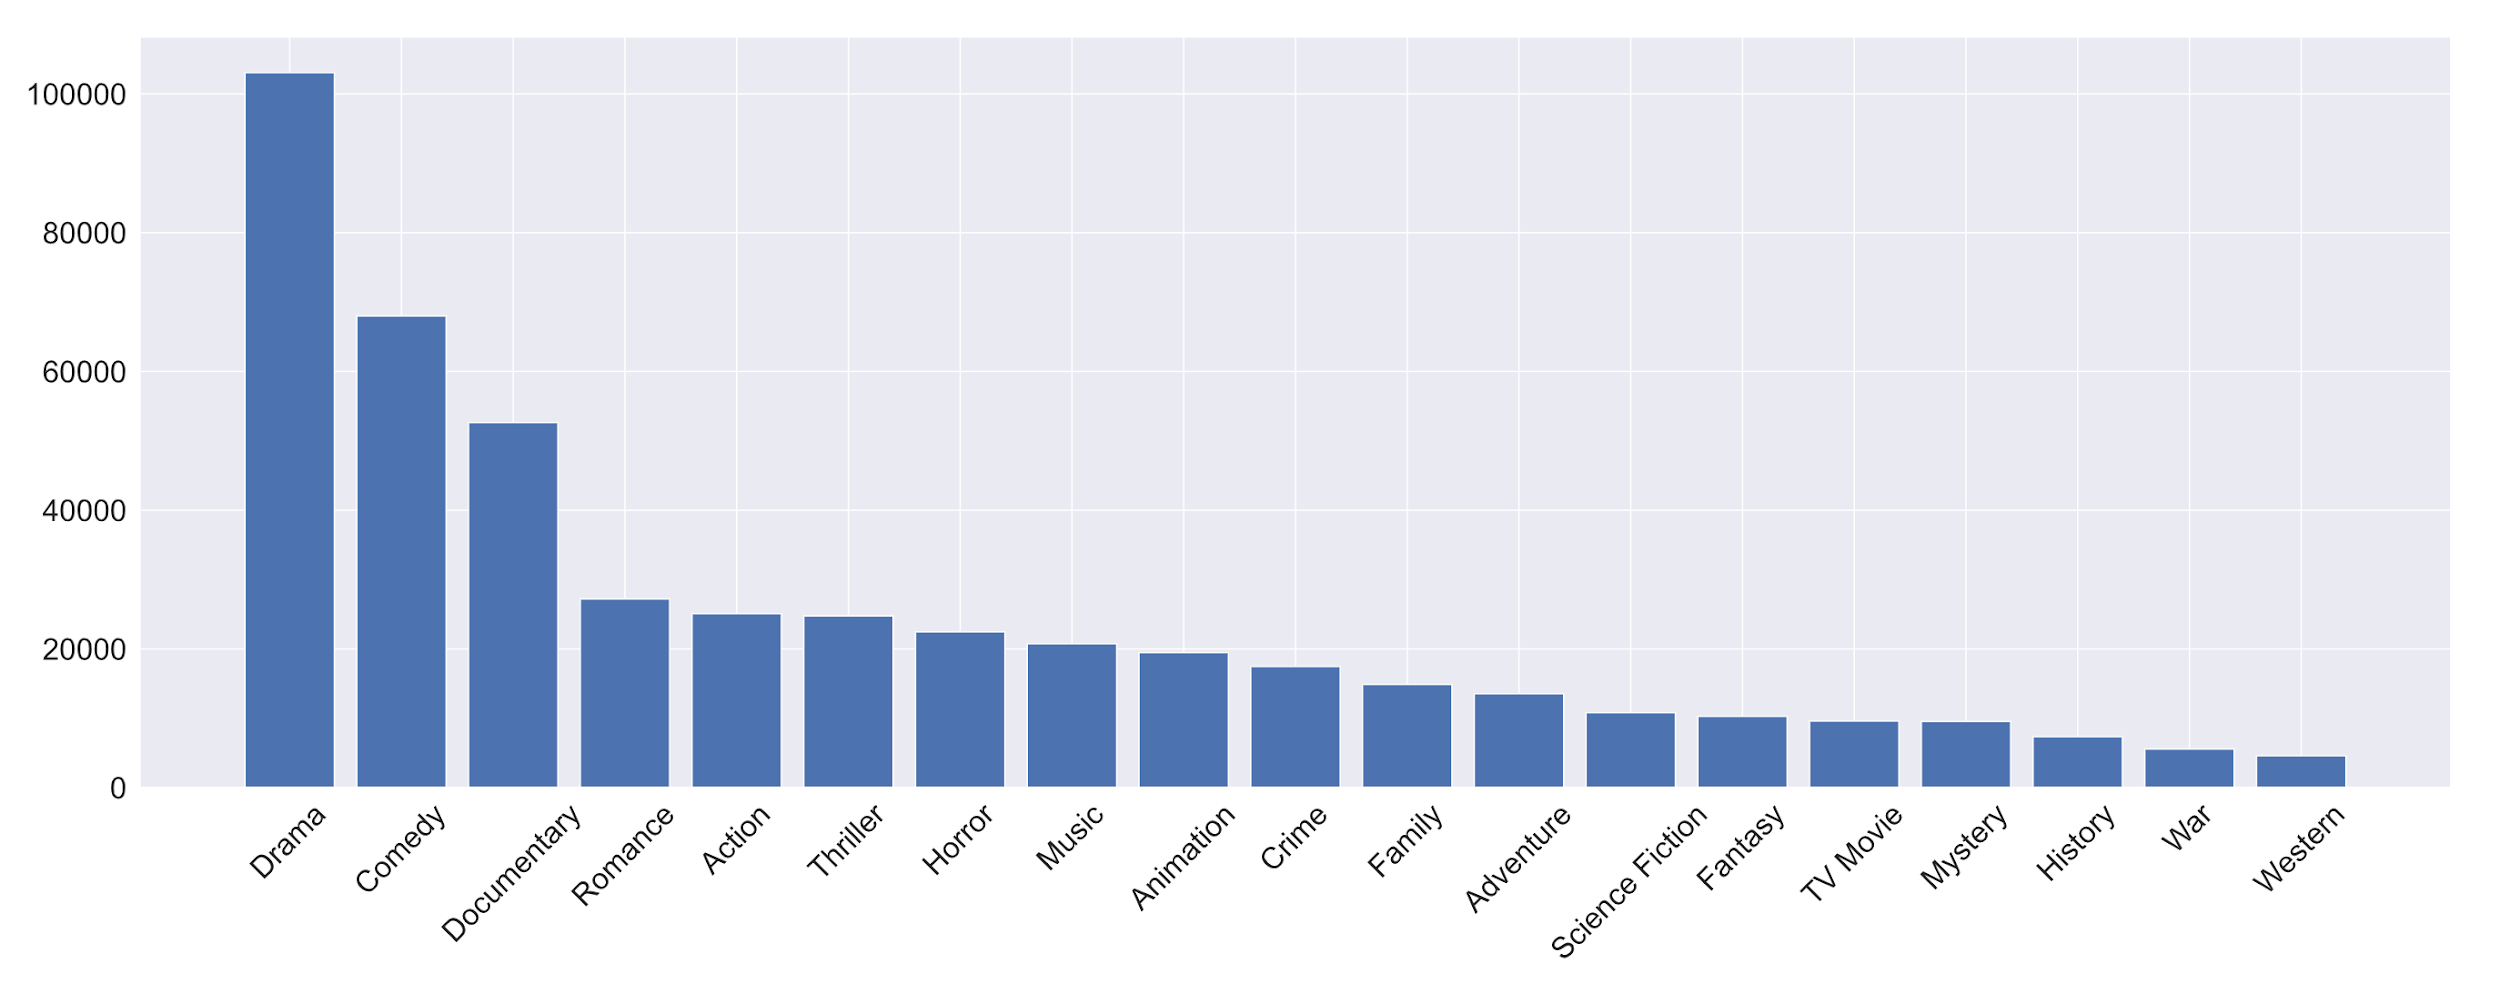 100000
80000
60000
40000
20000
0
Drama
Comedy
Documentary
Romance
Action
Thriller
Horror
Music
Animation
Crime
Family
Adventure
Science Fiction
Fantasy
TV Movie
Mystery
History
War
Western